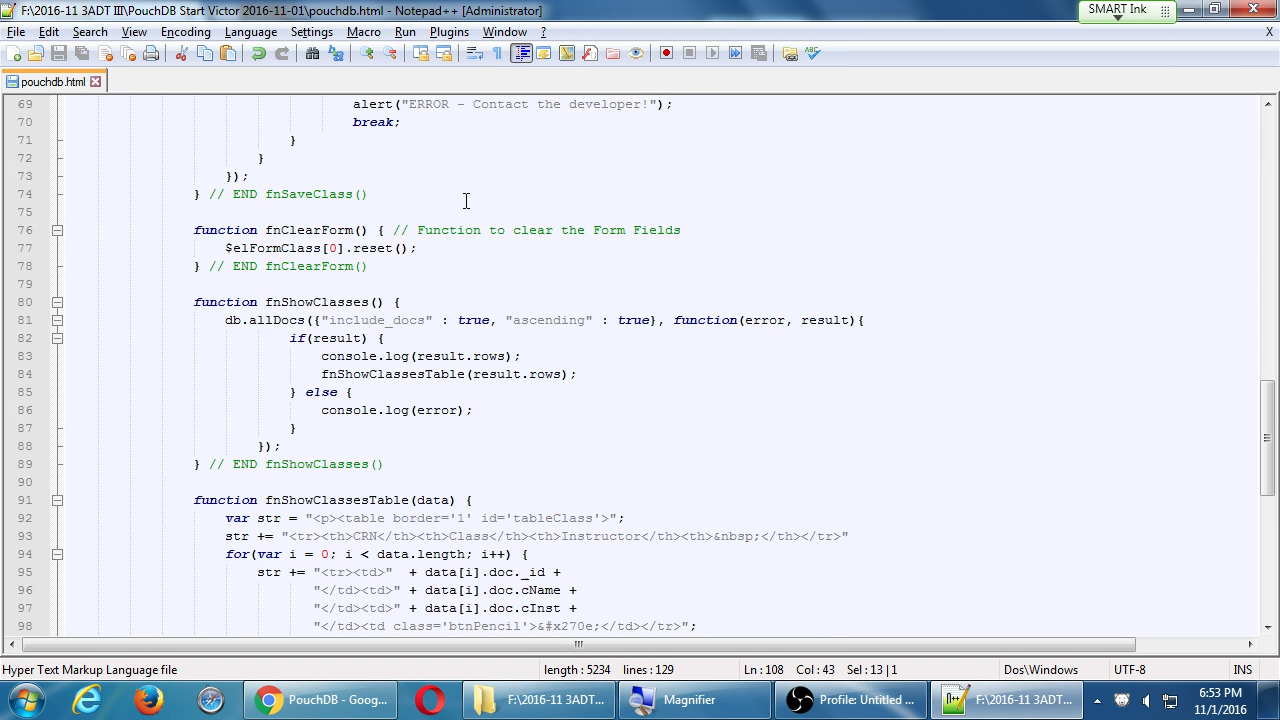 F:\2016-11 3ADT III\PouchDB Start Victor 2016-11-01\pouchdb.html - Notepad++ [Administrator]
SMART Ink
File Edit Search View Encoding Language Settings Macro Run Plugins Window ? X
pouchdb.html
69 alert("ERROR - Contact the developer!");
70 break;
71 }
72 }
73 });
74 } // END fnSaveClass()
75
76 function fnClearForm() { // Function to clear the Form Fields
77 $elFormClass[0].reset();
78 } // END fnClearForm()
79
80 function fnShowClasses() {
81 db.allDocs({"include_docs" : true, "ascending" : true}, function(error, result){
82 if(result) {
83 console.log(result.rows);
84 fnShowClassesTable(result.rows);
85 } else {
86 console.log(error);
87 }
88 });
89 } // END fnShowClasses()
90
91 function fnShowClassesTable(data) {
92 var str = "<p><table border='1' id='tableClass'>";
93 str += "<tr><th>CRN</th><th>Class</th><th>Instructor</th><th>&nbsp;</th></tr>"
94 for(var i = 0; i < data.length; i++) {
95 str += "<tr><td>" + data[i].doc._id +
96 "</td><td>" + data[i].doc.cName +
97 "</td><td>" + data[i].doc.cInst +
98 "</td><td class='btnPencil'>&#x270e;</td></tr>";
Hyper Text Markup Language file length : 5234 lines : 129 Ln : 108 Col : 43 Sel : 13 | 1 Dos\Windows UTF-8 INS
PouchDB - Goog... F:\2016-11 3ADT... Magnifier Profile: Untitled ... F:\2016-11 3ADT... 6:53 PM
11/1/2016